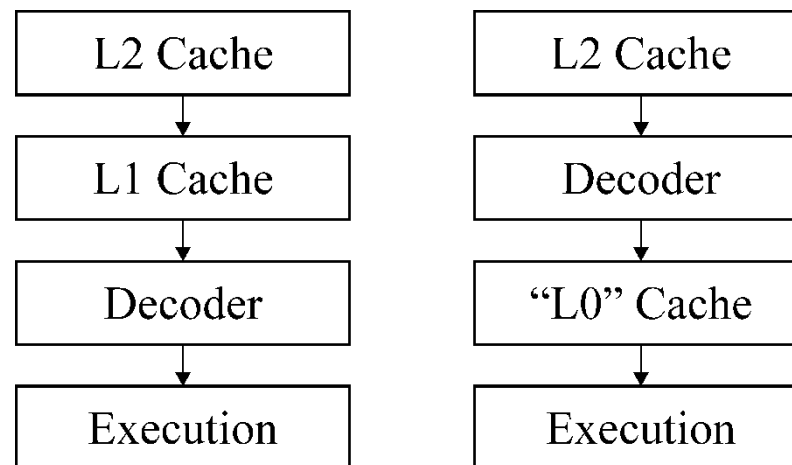 L2 Cache
L1 Cache
Decoder
Execution
L2 Cache
Decoder
“L0” Cache
Execution